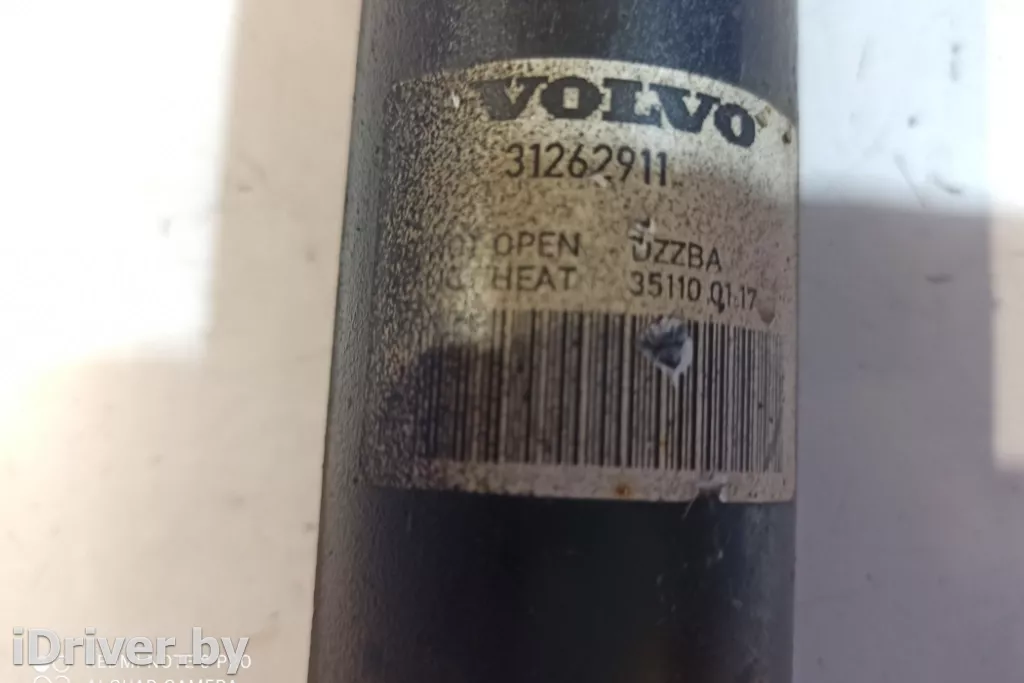 VOLVO
31262911
OPEN UZZBA
HEAT 35110 01.17
iDriver.by